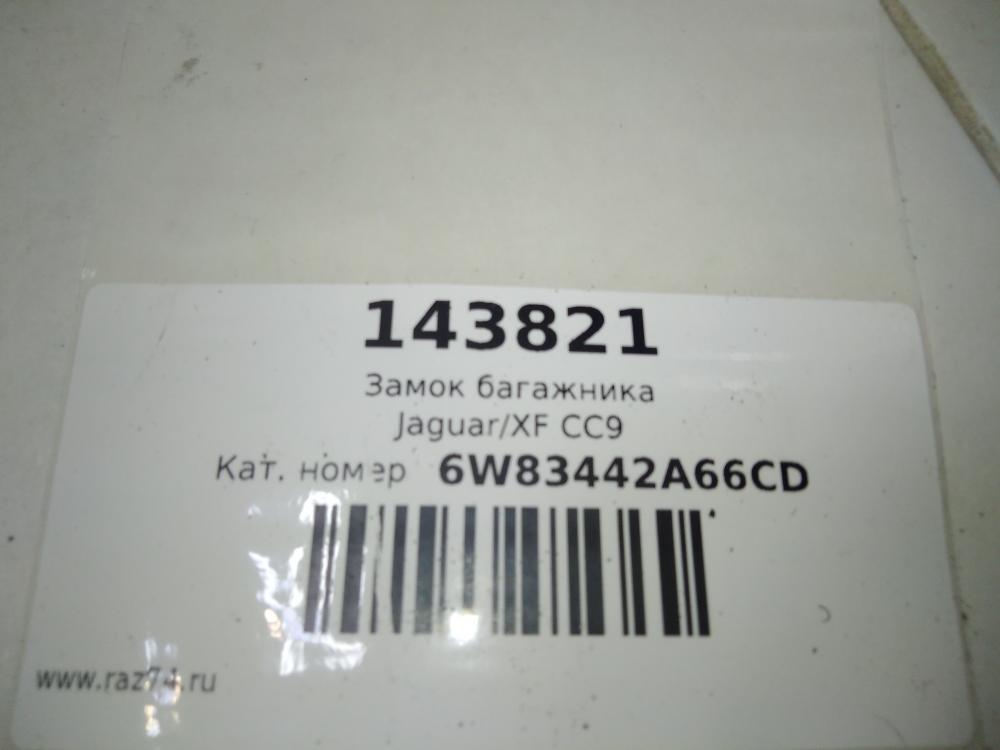 143821
Замок багажника
Jaguar/XF CC9
Кат. номер 6W83442A66CD
www.raz74.ru